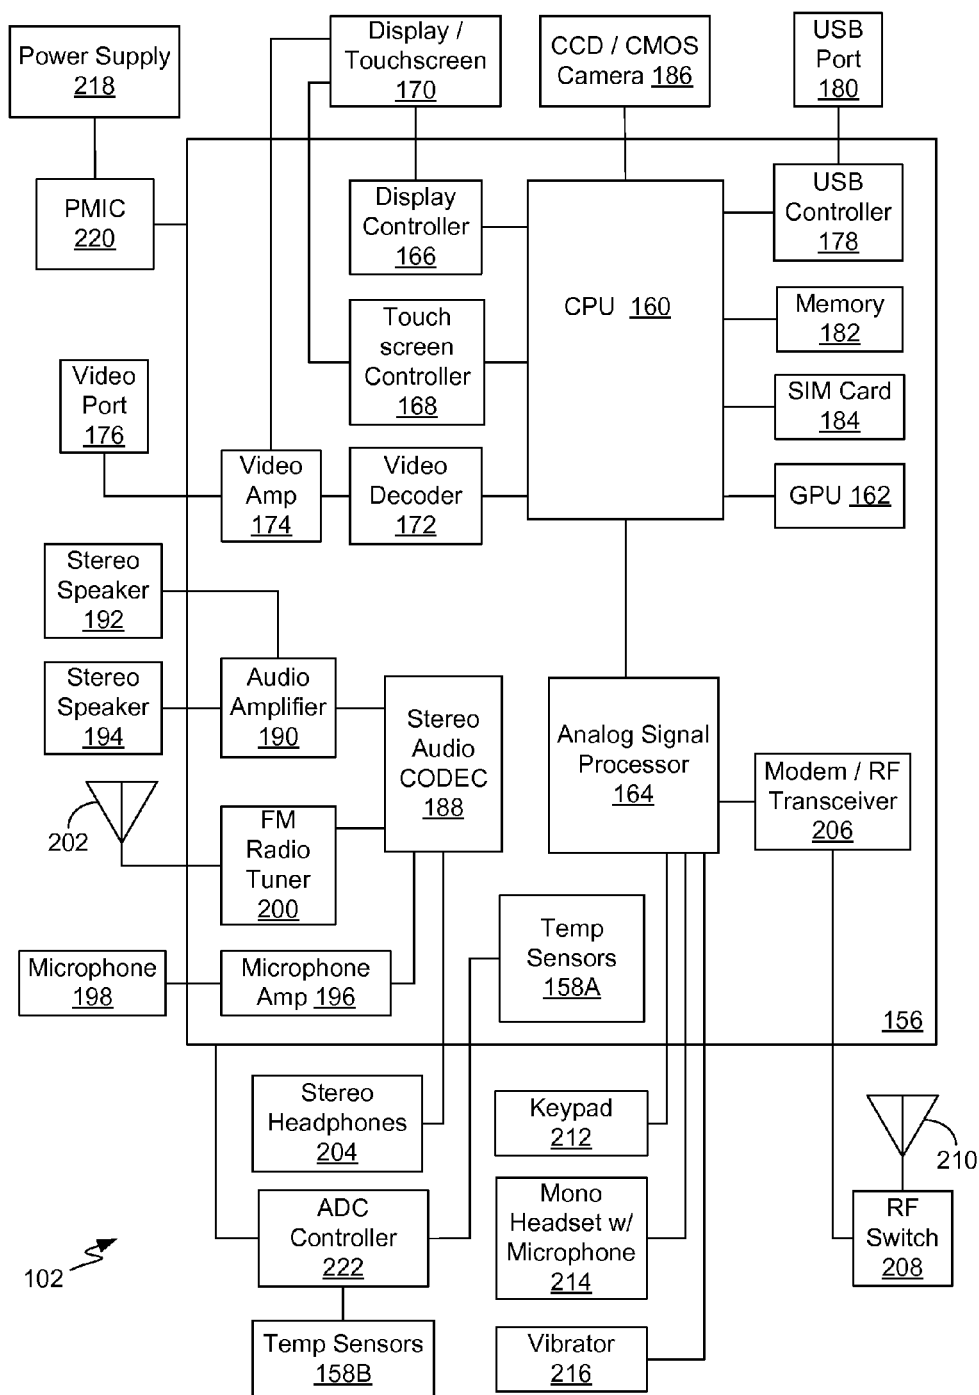 Power Supply
218
Display /
Touchscreen
170
CCD / CMOS
Camera 186
USB
Port
180
PMIC
220
Display
Controller
166
CPU 160
USB
Controller
178
Touch
screen
Controller
168
Memory
182
Video
Port
176
SIM Card
184
Video
Amp
174
Video
Decoder
172
GPU 162
Stereo
Speaker
192
Stereo
Speaker
194
Audio
Amplifier
190
Stereo
Audio
CODEC
188
Analog Signal
Processor
164
Modem / RF
Transceiver
206
202
FM
Radio
Tuner
200
Temp
Sensors
158A
Microphone
198
Microphone
Amp 196
156
Stereo
Headphones
204
Keypad
212
210
ADC
Controller
222
Mono
Headset w/
Microphone
214
RF
Switch
208
102
Temp Sensors
158B
Vibrator
216